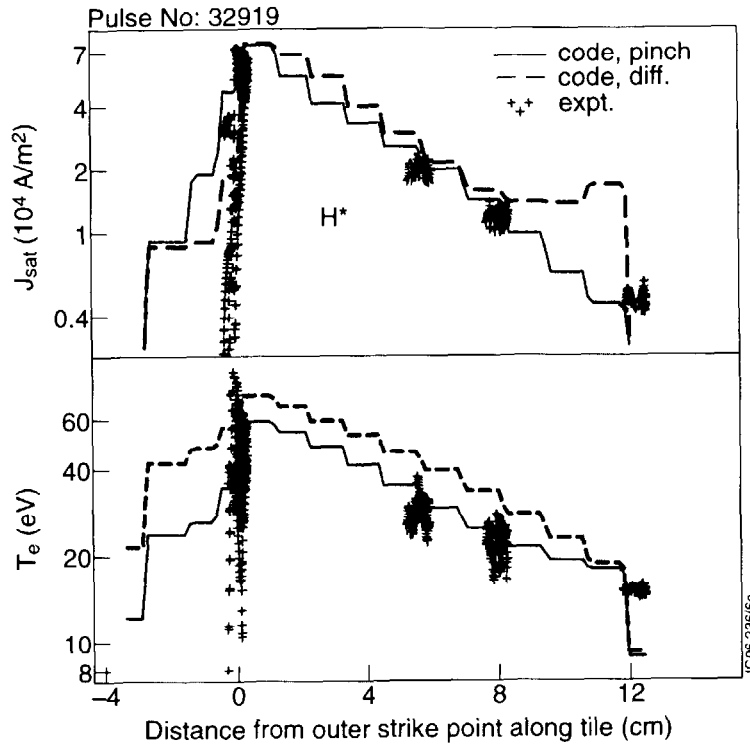 Pulse No: 32919
code, pinch
code, diff.
expt.
7
4
2
1
0.4
J_sat (10^4 A/m^2)
H*
60
40
20
10
8
T_e (eV)
−4
0
4
8
12
Distance from outer strike point along tile (cm)